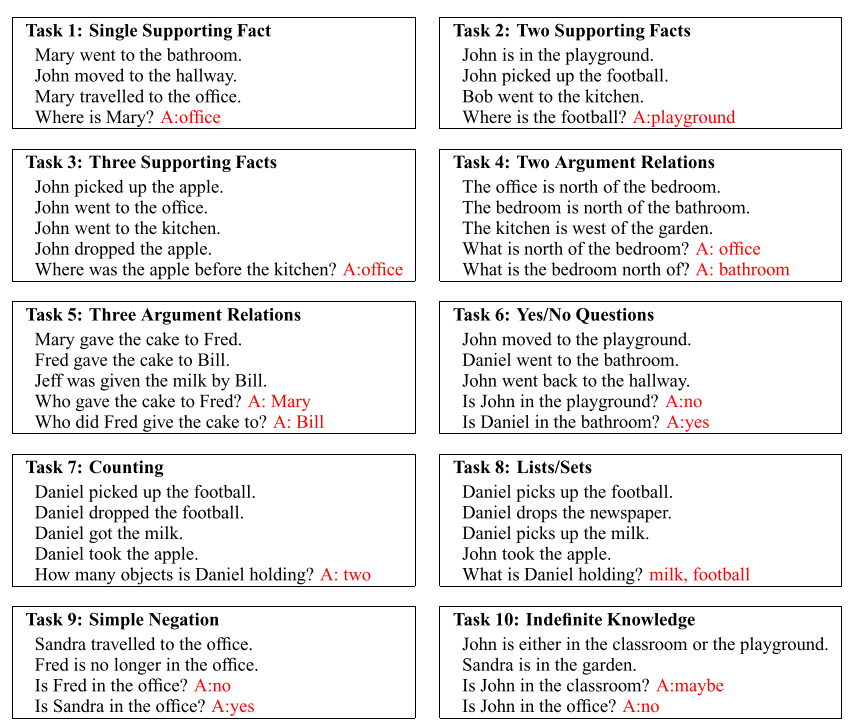 Task 1: Single Supporting Fact
Mary went to the bathroom.
John moved to the hallway.
Mary travelled to the office.
Where is Mary? A:office
Task 2: Two Supporting Facts
John is in the playground.
John picked up the football.
Bob went to the kitchen.
Where is the football? A:playground
Task 3: Three Supporting Facts
John picked up the apple.
John went to the office.
John went to the kitchen.
John dropped the apple.
Where was the apple before the kitchen? A:office
Task 4: Two Argument Relations
The office is north of the bedroom.
The bedroom is north of the bathroom.
The kitchen is west of the garden.
What is north of the bedroom? A: office
What is the bedroom north of? A: bathroom
Task 5: Three Argument Relations
Mary gave the cake to Fred.
Fred gave the cake to Bill.
Jeff was given the milk by Bill.
Who gave the cake to Fred? A: Mary
Who did Fred give the cake to? A: Bill
Task 6: Yes/No Questions
John moved to the playground.
Daniel went to the bathroom.
John went back to the hallway.
Is John in the playground? A:no
Is Daniel in the bathroom? A:yes
Task 7: Counting
Daniel picked up the football.
Daniel dropped the football.
Daniel got the milk.
Daniel took the apple.
How many objects is Daniel holding? A: two
Task 8: Lists/Sets
Daniel picks up the football.
Daniel drops the newspaper.
Daniel picks up the milk.
John took the apple.
What is Daniel holding? milk, football
Task 9: Simple Negation
Sandra travelled to the office.
Fred is no longer in the office.
Is Fred in the office? A:no
Is Sandra in the office? A:yes
Task 10: Indefinite Knowledge
John is either in the classroom or the playground.
Sandra is in the garden.
Is John in the classroom? A:maybe
Is John in the office? A:no